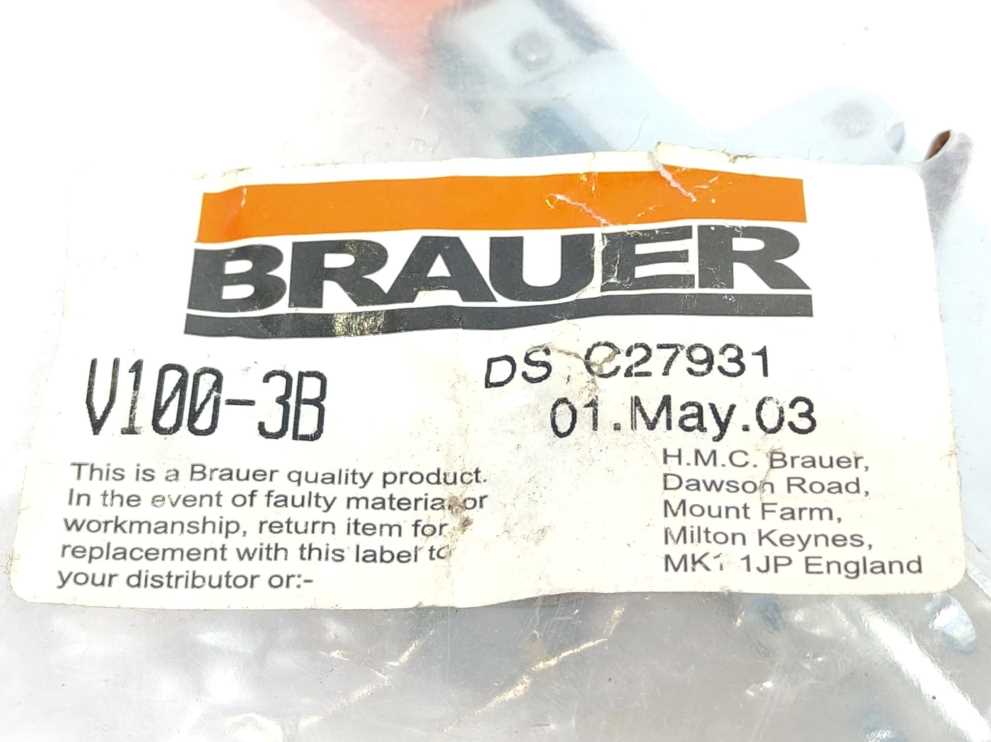 BRAUER
V100-3B
DS, C27931
01.May.03
This is a Brauer quality product.
In the event of faulty material or
workmanship, return item for
replacement with this label to
your distributor or:-
H.M.C. Brauer,
Dawson Road,
Mount Farm,
Milton Keynes,
MK1 1JP England